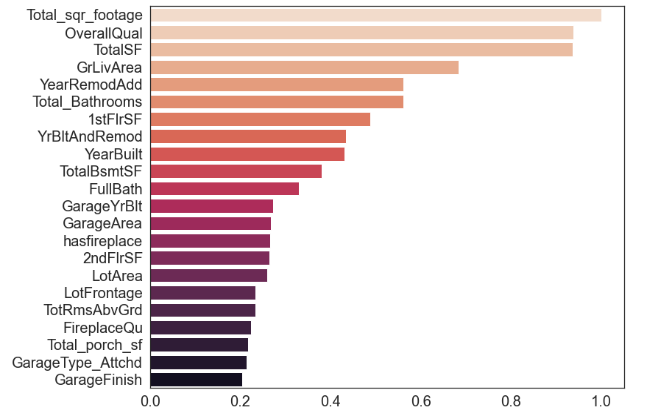 Total_sqr_footage
OverallQual
TotalSF
GrLivArea
YearRemodAdd
Total_Bathrooms
1stFlrSF
YrBltAndRemod
YearBuilt
TotalBsmtSF
FullBath
GarageYrBlt
GarageArea
hasfireplace
2ndFlrSF
LotArea
LotFrontage
TotRmsAbvGrd
FireplaceQu
Total_porch_sf
GarageType_Attchd
GarageFinish
0.0 0.2 0.4 0.6 0.8 1.0